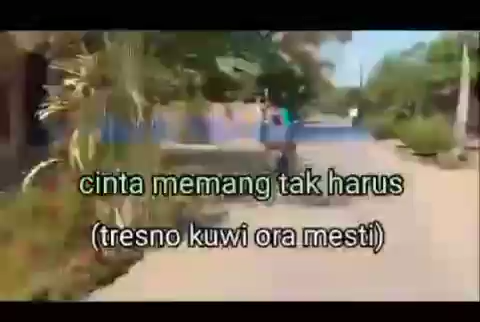 cinta memang tak harus
(tresno kuwi ora mesti)